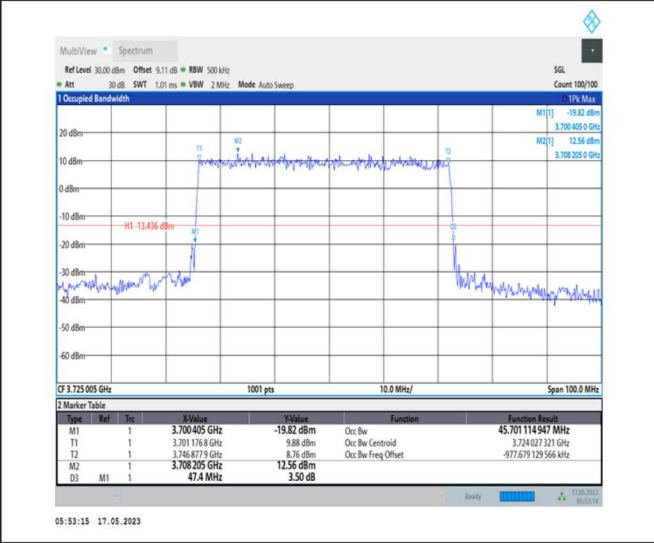 MultiView Spectrum
Ref Level 30.00 dBm Offset 9.11 dB RBW 500 kHz SGL
Att 30 dB SWT 1.01 ms VBW 2 MHz Mode Auto Sweep Count 100/100
1 Occupied Bandwidth 1Pk Max
M1[1] -19.82 dBm
3.700 405 0 GHz
M2[1] 12.56 dBm
3.708 205 0 GHz
20 dBm
M2
T1
T2
10 dBm
0 dBm
-10 dBm
H1 -13.436 dBm
M1
D3
-20 dBm
-30 dBm
-40 dBm
-50 dBm
-60 dBm
CF 3.725 005 GHz 1001 pts 10.0 MHz/ Span 100.0 MHz
2 Marker Table
Type Ref Trc X-Value Y-Value Function Function Result
M1 1 3.700 405 GHz -19.82 dBm Occ Bw 45.701 114 947 MHz
T1 1 3.701 176 8 GHz 9.88 dBm Occ Bw Centroid 3.724 027 321 GHz
T2 1 3.746 877 9 GHz 8.76 dBm Occ Bw Freq Offset -977.679 129 566 kHz
M2 1 3.708 205 GHz 12.56 dBm
D3 M1 1 47.4 MHz 3.50 dB
Ready 17.05.2023
05:53:14
05:53:15 17.05.2023